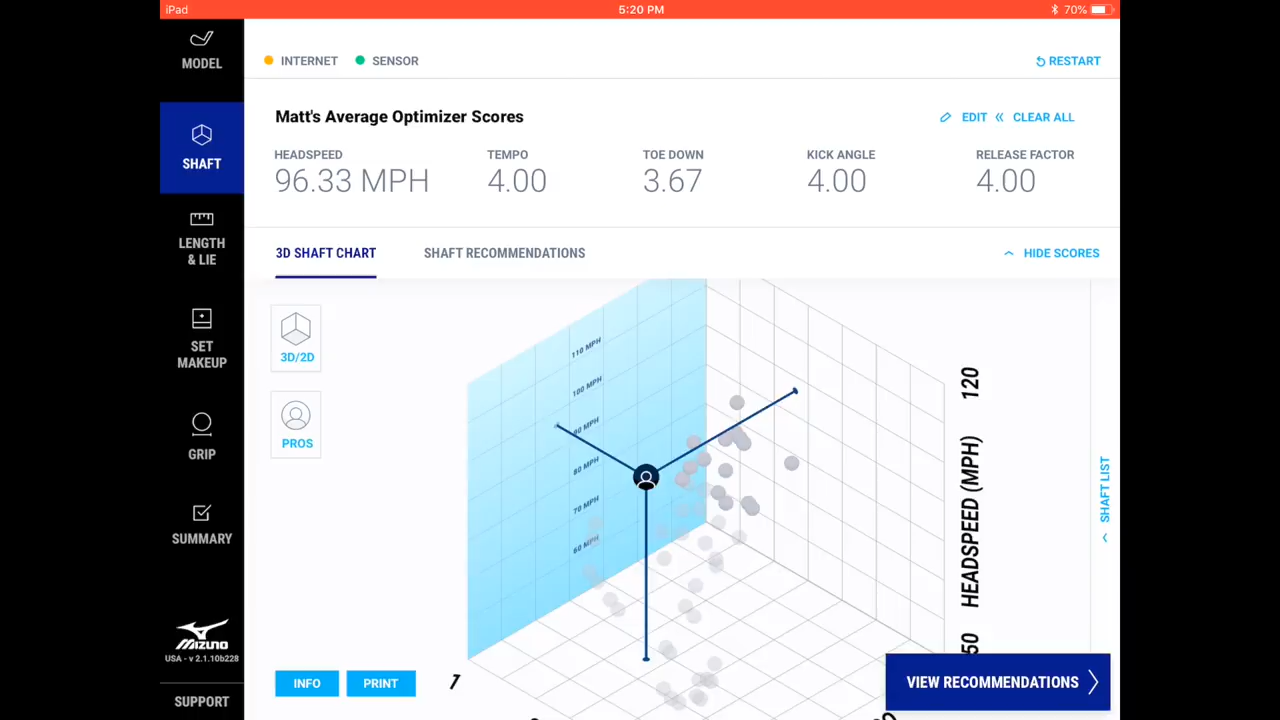 iPad
5:20 PM
70%
MODEL
INTERNET
SENSOR
RESTART
SHAFT
Matt's Average Optimizer Scores
EDIT
CLEAR ALL
HEADSPEED
TEMPO
TOE DOWN
KICK ANGLE
RELEASE FACTOR
96.33 MPH
4.00
3.67
4.00
4.00
LENGTH
& LIE
3D SHAFT CHART
SHAFT RECOMMENDATIONS
HIDE SCORES
3D/2D
SET
MAKEUP
PROS
GRIP
SUMMARY
110 MPH
100 MPH
90 MPH
80 MPH
70 MPH
60 MPH
120
HEADSPEED (MPH)
50
SHAFT LIST
MIZUNO
USA - v 2.1.10b228
SUPPORT
INFO
PRINT
1
VIEW RECOMMENDATIONS